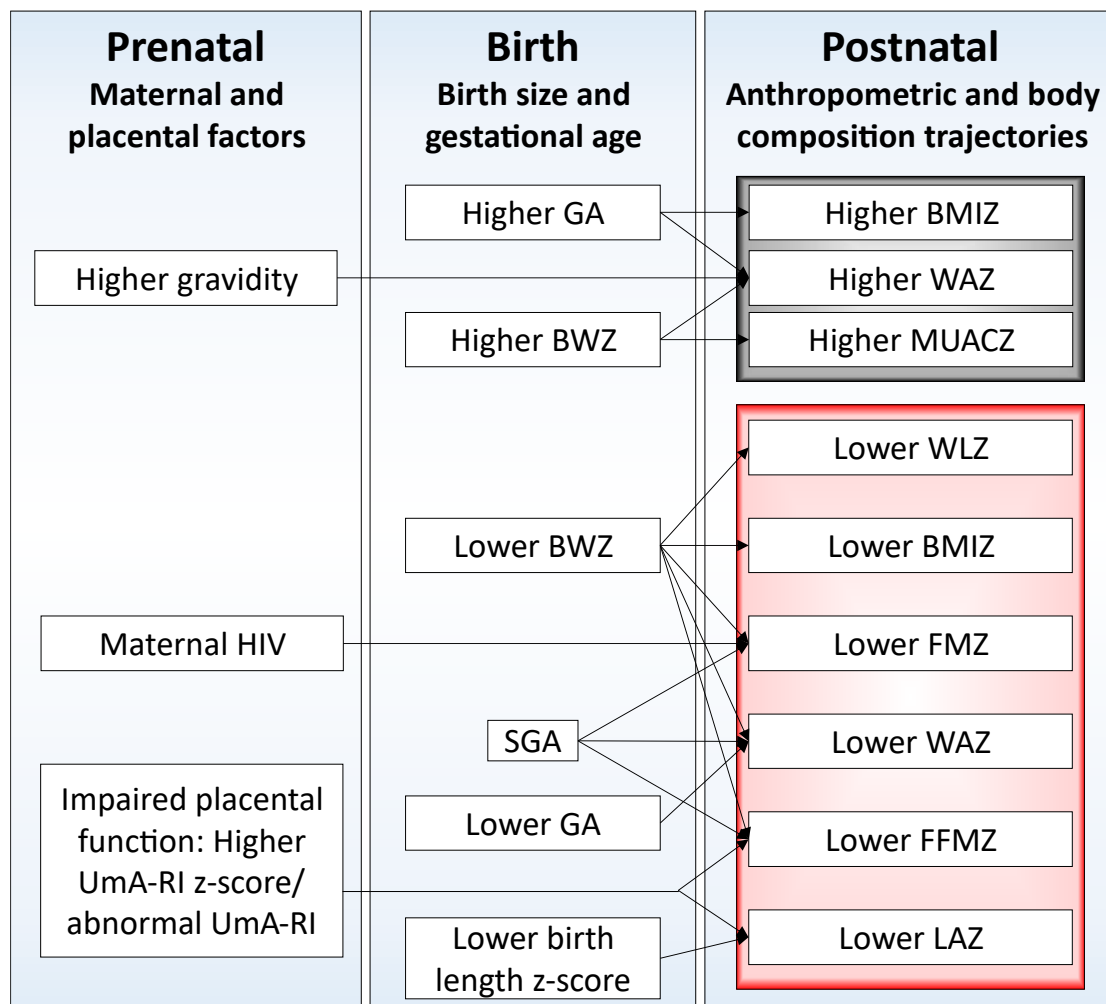 Prenatal
Maternal and
placental factors
Higher gravidity
Maternal HIV
Impaired placental
function: Higher
UmA-RI z-score/
abnormal UmA-RI
Birth
Birth size and
gestational age
Higher GA
Higher BWZ
Lower BWZ
SGA
Lower GA
Lower birth
length z-score
Postnatal
Anthropometric and body
composition trajectories
Higher BMIZ
Higher WAZ
Higher MUACZ
Lower WLZ
Lower BMIZ
Lower FMZ
Lower WAZ
Lower FFMZ
Lower LAZ